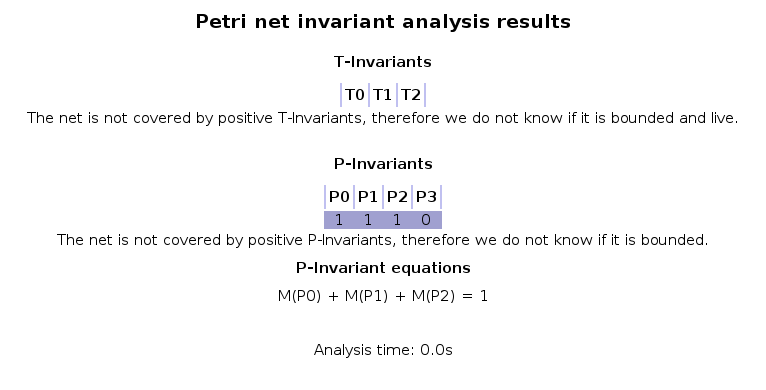 Petri net invariant analysis results
T-Invariants
T0 T1 T2
The net is not covered by positive T-Invariants, therefore we do not know if it is bounded and live.
P-Invariants
P0 P1 P2 P3
1 1 1 0
The net is not covered by positive P-Invariants, therefore we do not know if it is bounded.
P-Invariant equations
M(P0) + M(P1) + M(P2) = 1
Analysis time: 0.0s